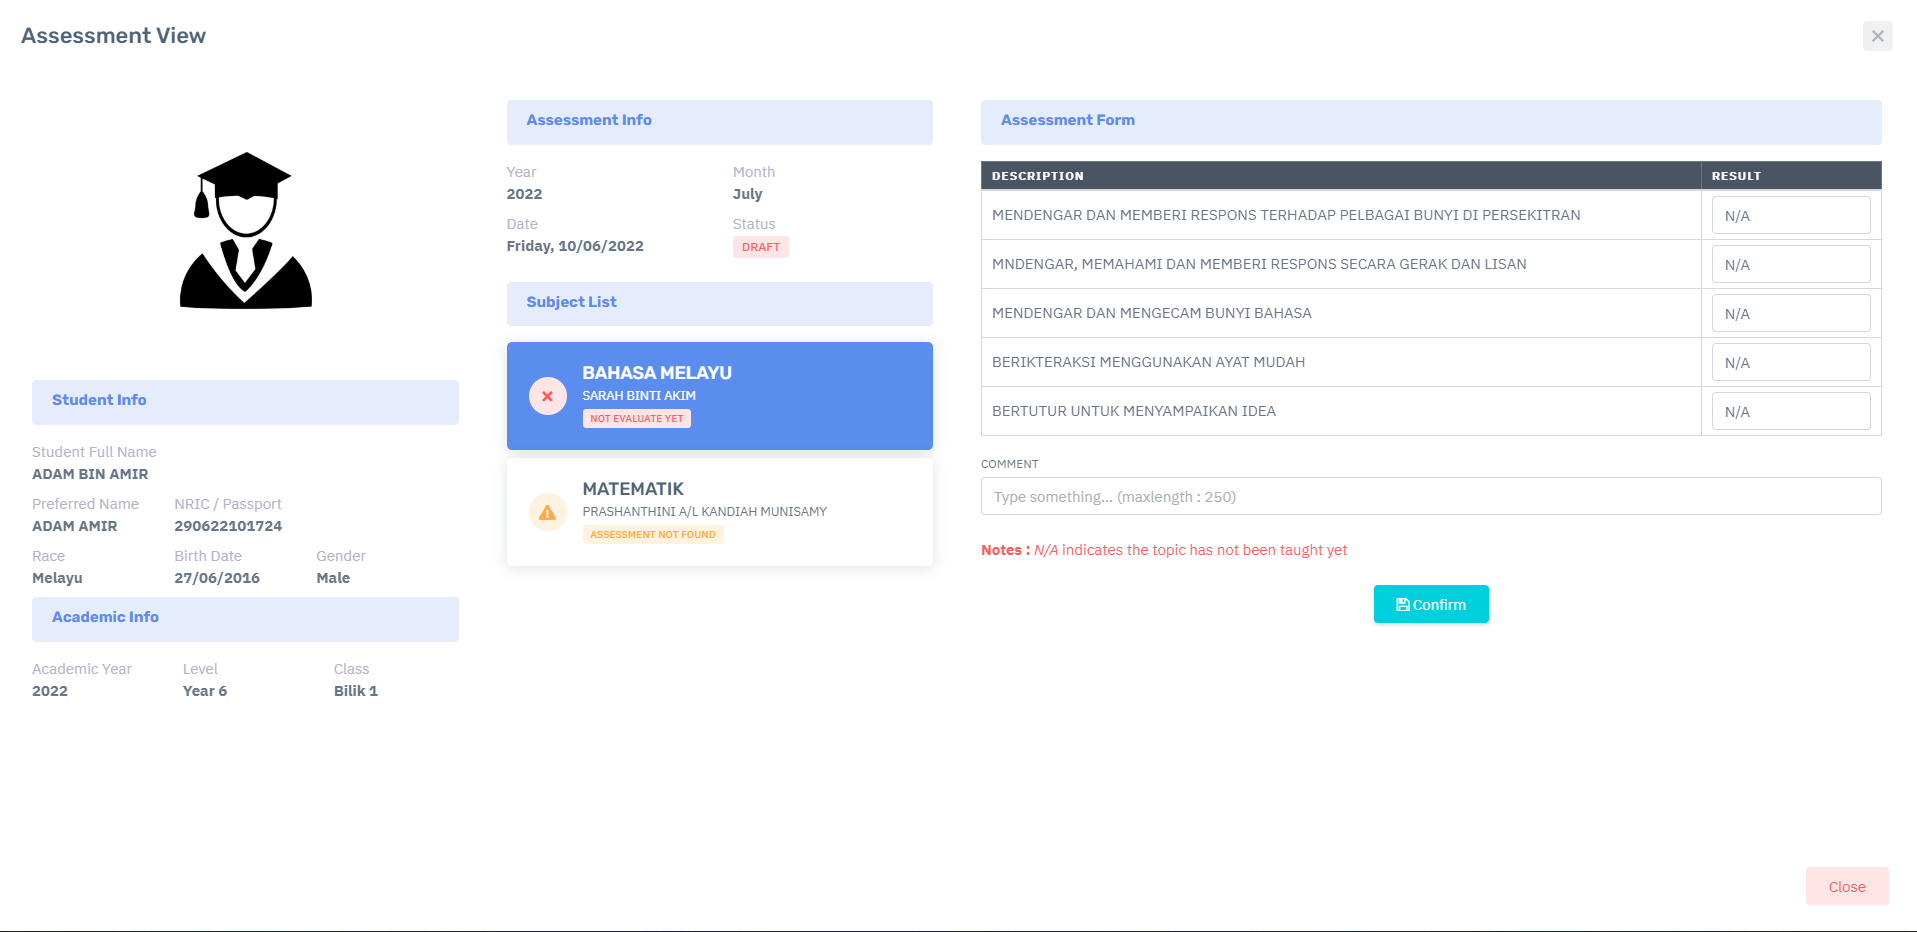 Assessment View
Student Info
Student Full Name
ADAM BIN AMIR
Preferred Name NRIC / Passport
ADAM AMIR 290622101724
Race Birth Date Gender
Melayu 27/06/2016 Male
Academic Info
Academic Year Level Class
2022 Year 6 Bilik 1
Assessment Info
Year Month
2022 July
Date Status
Friday, 10/06/2022 DRAFT
Subject List
BAHASA MELAYU
SARAH BINTI AKIM
NOT EVALUATE YET
MATEMATIK
PRASHANTHINI A/L KANDIAH MUNISAMY
ASSESSMENT NOT FOUND
Assessment Form
DESCRIPTION RESULT
MENDENGAR DAN MEMBERI RESPONS TERHADAP PELBAGAI BUNYI DI PERSEKITRAN N/A
MNDENGAR, MEMAHAMI DAN MEMBERI RESPONS SECARA GERAK DAN LISAN N/A
MENDENGAR DAN MENGECAM BUNYI BAHASA N/A
BERIKTERAKSI MENGGUNAKAN AYAT MUDAH N/A
BERTUTUR UNTUK MENYAMPAIKAN IDEA N/A
COMMENT
Type something... (maxlength : 250)
Notes : N/A indicates the topic has not been taught yet
Confirm
Close